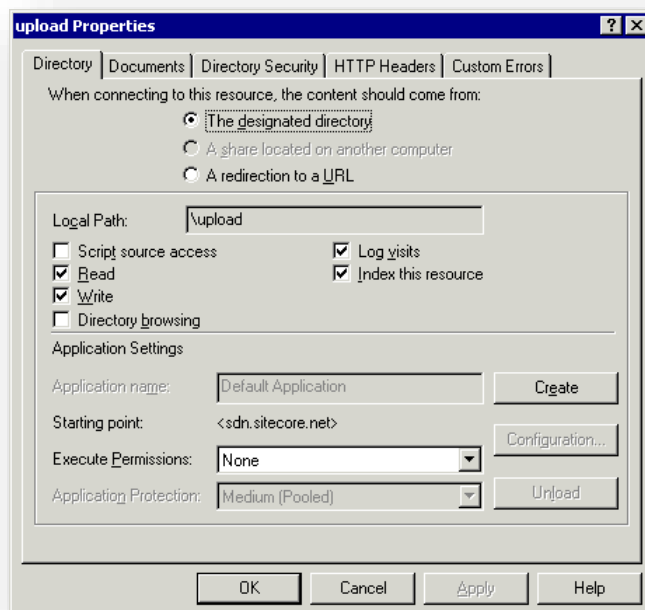 upload Properties
Directory Documents Directory Security HTTP Headers Custom Errors
When connecting to this resource, the content should come from:
The designated directory
A share located on another computer
A redirection to a URL
Local Path: \upload
Script source access Log visits
Read Index this resource
Write
Directory browsing
Application Settings
Application name: Default Application Create
Starting point: <sdn.sitecore.net> Configuration...
Execute Permissions: None
Application Protection: Medium (Pooled) Unload
OK Cancel Apply Help